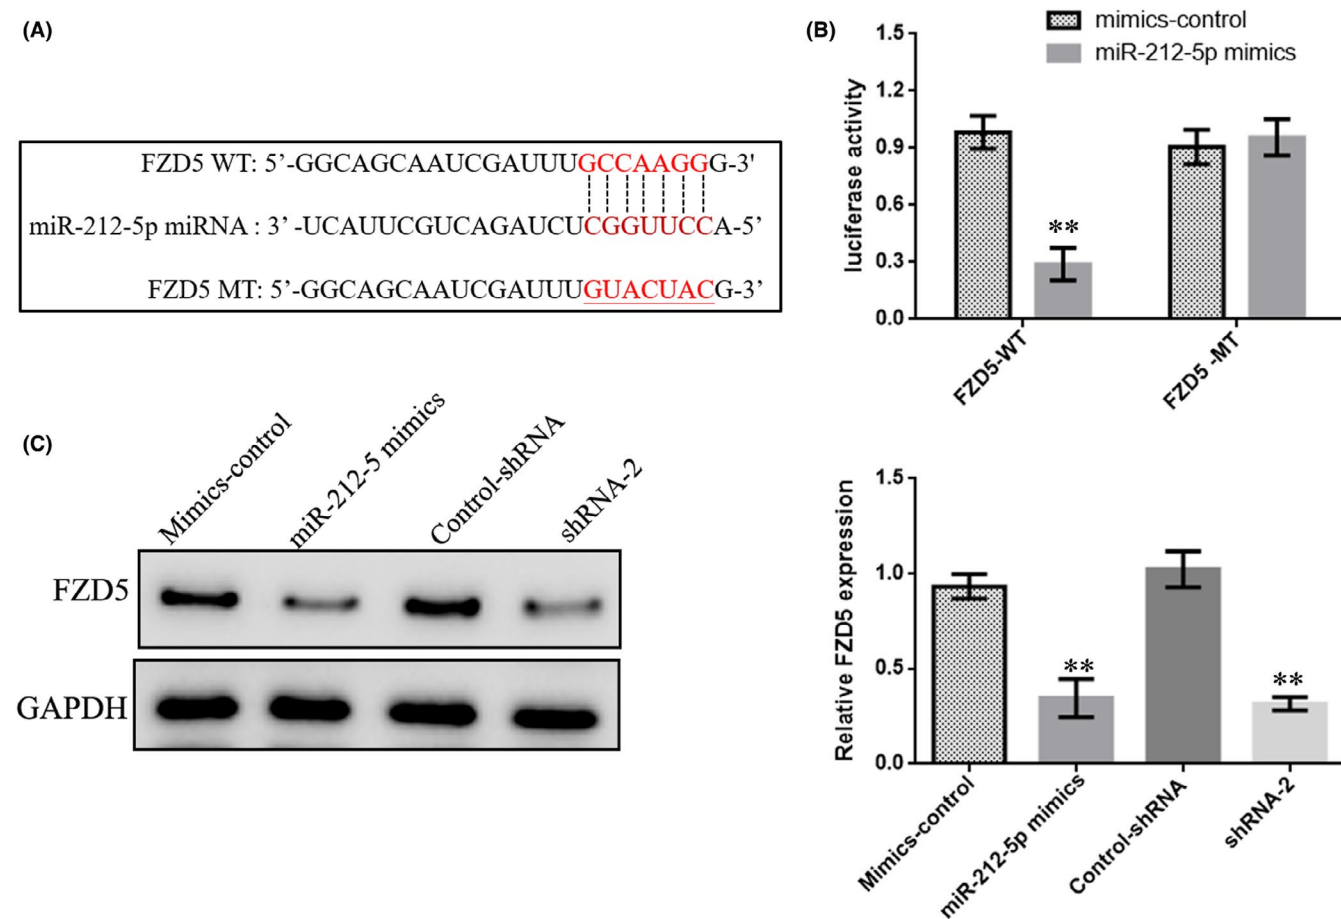 (A)
FZD5 WT: 5’-GGCAGCAAUCGAUUUGCCAAGGG-3'
miR-212-5p miRNA : 3’ -UCAUUCGUCAGAUCUCGGUUCCA-5’
FZD5 MT: 5’-GGCAGCAAUCGAUUUGUACUACG-3’
(B)
mimics-control
miR-212-5p mimics
luciferase activity
1.5
1.2
0.9
0.6
0.3
0.0
**
FZD5-WT
FZD5 -MT
(C)
Mimics-control
miR-212-5 mimics
Control-shRNA
shRNA-2
FZD5
GAPDH
Relative FZD5 expression
1.5
1.0
0.5
0.0
**
**
Mimics-control
miR-212-5p mimics
Control-shRNA
shRNA-2